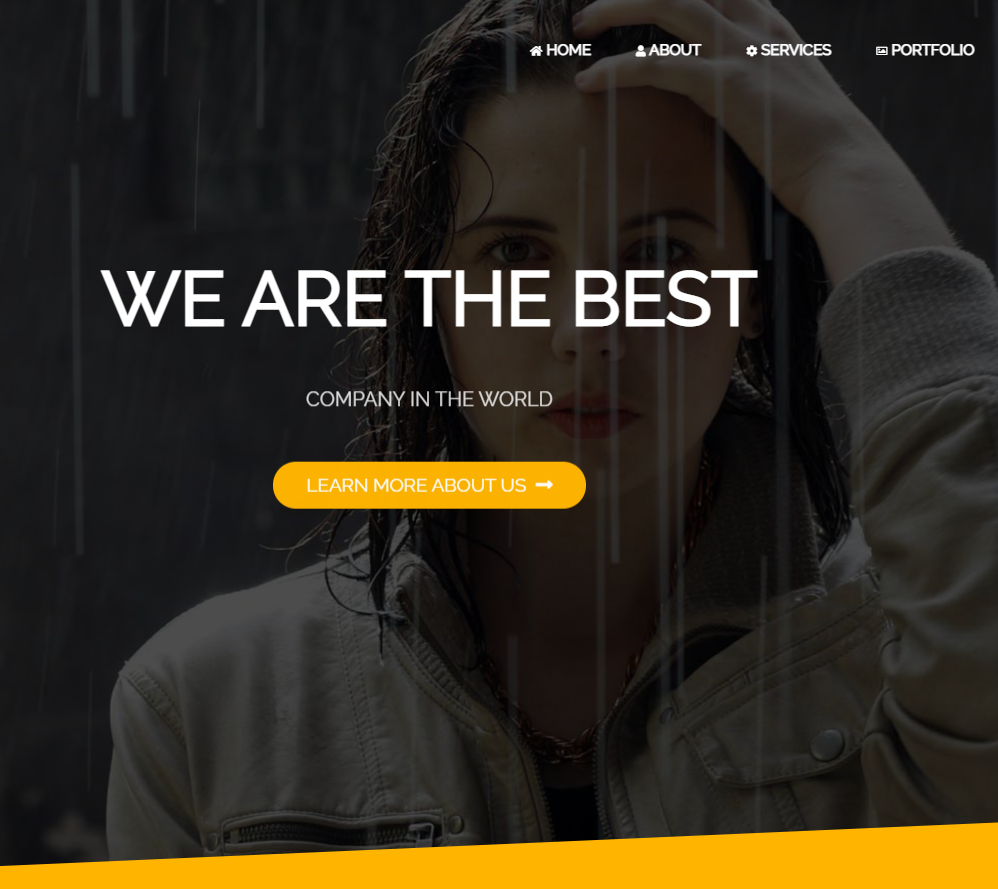 HOME ABOUT SERVICES PORTFOLIO
WE ARE THE BEST
COMPANY IN THE WORLD
LEARN MORE ABOUT US